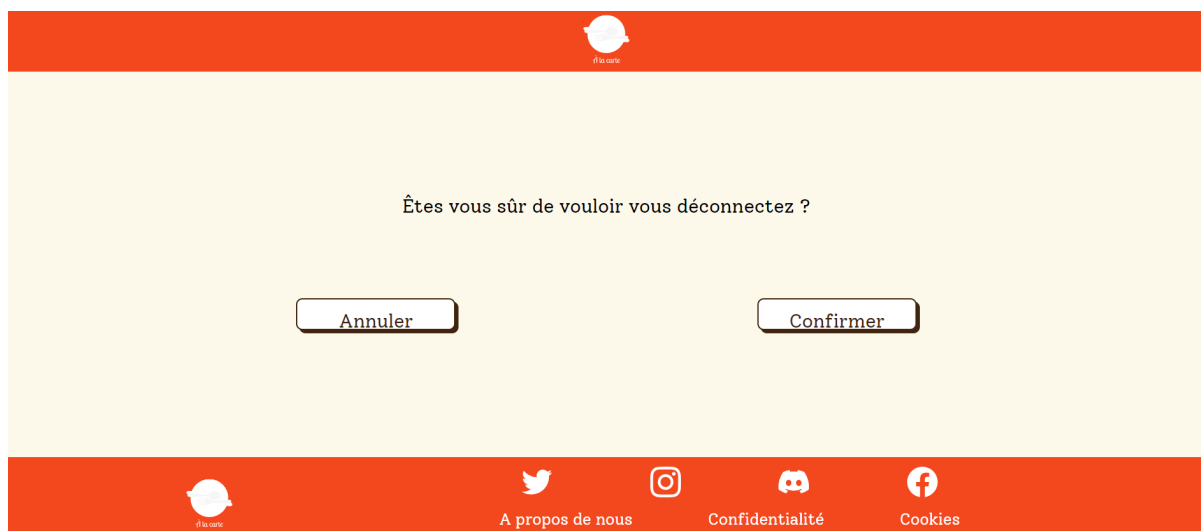 À la carte
Êtes vous sûr de vouloir vous déconnectez ?
Annuler
Confirmer
À la carte
A propos de nous
Confidentialité
Cookies